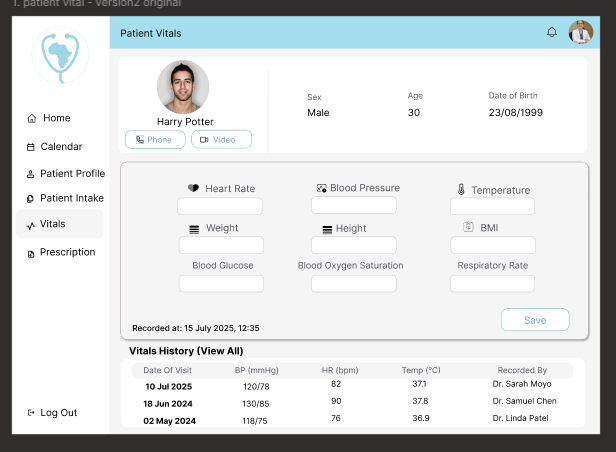 1. patient vital - version2 original
Patient Vitals
Home
Calendar
Patient Profile
Patient Intake
Vitals
Prescription
Log Out
Harry Potter
Phone
Video
Sex Age Date of Birth
Male 30 23/08/1999
Heart Rate Blood Pressure Temperature
Weight Height BMI
Blood Glucose Blood Oxygen Saturation Respiratory Rate
Save
Recorded at: 15 July 2025, 12:35
Vitals History (View All)
Date Of Visit BP (mmHg) HR (bpm) Temp (°C) Recorded By
10 Jul 2025 120/78 82 37.1 Dr. Sarah Moyo
18 Jun 2024 130/85 90 37.8 Dr. Samuel Chen
02 May 2024 118/75 76 36.9 Dr. Linda Patel